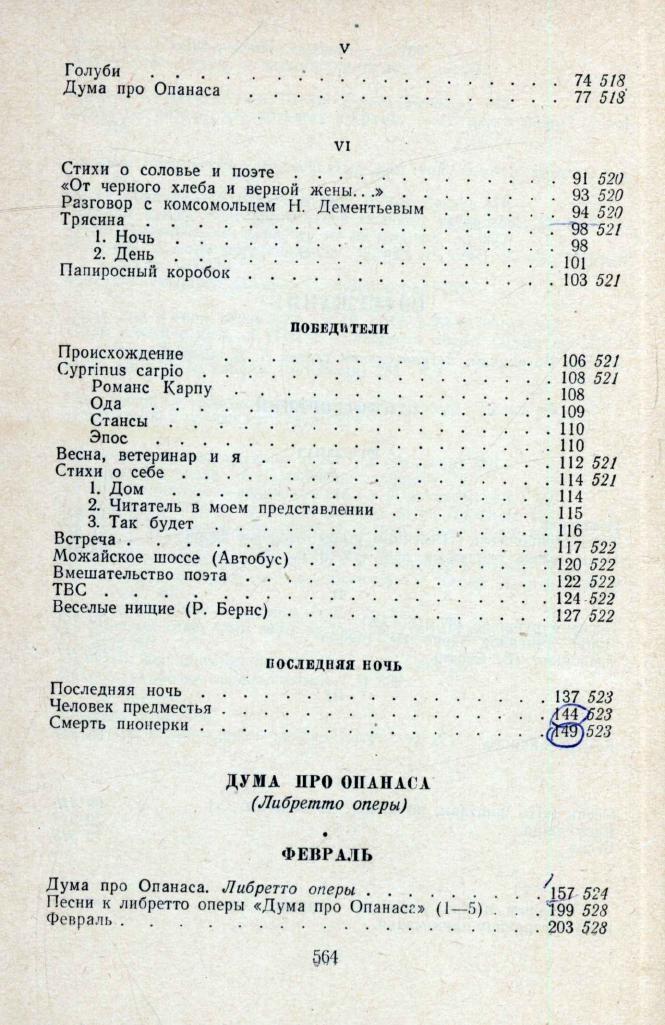 V
Голуби . . . . . . . . . . . . . . . . 74 518
Дума про Опанаса . . . . . . . . . . . . 77 518
VI
Стихи о соловье и поэте . . . . . . . . . . 91 520
«От черного хлеба и верной жены...» . . . . . . 93 520
Разговор с комсомольцем Н. Дементьевым . . . . . 94 520
Трясина . . . . . . . . . . . . . . . . 98 521
1. Ночь . . . . . . . . . . . . . . . . 98
2. День . . . . . . . . . . . . . . . . 101
Папиросный коробок . . . . . . . . . . . . 103 521
ПОБЕДИТЕЛИ
Происхождение . . . . . . . . . . . . . 106 521
Cyprinus carpio . . . . . . . . . . . . . 108 521
Романс Карпу . . . . . . . . . . . . . 108
Ода . . . . . . . . . . . . . . . . 109
Стансы . . . . . . . . . . . . . . . 110
Эпос . . . . . . . . . . . . . . . . 110
Весна, ветеринар и я . . . . . . . . . . . 112 521
Стихи о себе . . . . . . . . . . . . . . 114 521
1. Дом . . . . . . . . . . . . . . . 114
2. Читатель в моем представлении . . . . . . . 115
3. Так будет . . . . . . . . . . . . . 116
Встреча . . . . . . . . . . . . . . . . 117 522
Можайское шоссе (Автобус) . . . . . . . . . 120 522
Вмешательство поэта . . . . . . . . . . . . 122 522
ТВС . . . . . . . . . . . . . . . . . 124 522
Веселые нищие (Р. Бернс) . . . . . . . . . . 127 522
ПОСЛЕДНЯЯ НОЧЬ
Последняя ночь . . . . . . . . . . . . . 137 523
Человек предместья . . . . . . . . . . . . 144 523
Смерть пионерки . . . . . . . . . . . . . 149 523
ДУМА ПРО ОПАНАСА
(Либретто оперы)
•
ФЕВРАЛЬ
Дума про Опанаса. Либретто оперы . . . . . . . 157 524
Песни к либретто оперы «Дума про Опанаса» (1—5) . . 199 528
Февраль . . . . . . . . . . . . . . . . 203 528
564